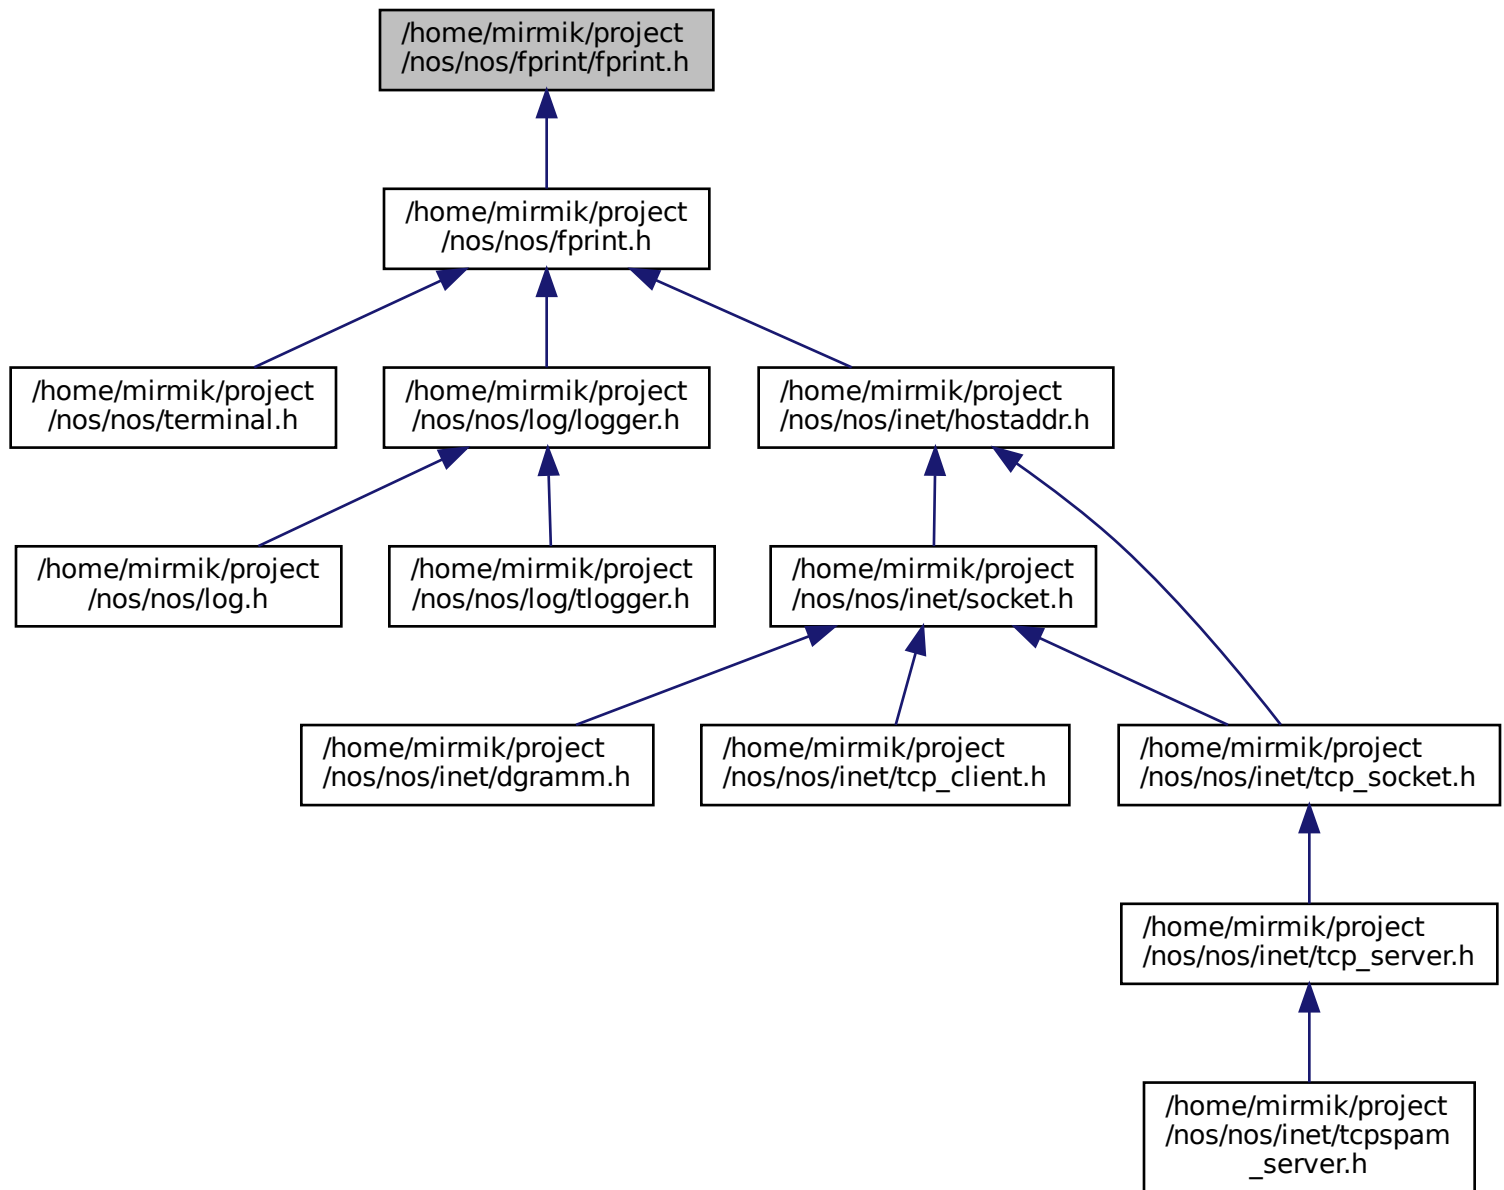 /home/mirmik/project
/nos/nos/fprint/fprint.h
/home/mirmik/project
/nos/nos/fprint.h
/home/mirmik/project
/nos/nos/terminal.h
/home/mirmik/project
/nos/nos/log/logger.h
/home/mirmik/project
/nos/nos/inet/hostaddr.h
/home/mirmik/project
/nos/nos/log.h
/home/mirmik/project
/nos/nos/log/tlogger.h
/home/mirmik/project
/nos/nos/inet/socket.h
/home/mirmik/project
/nos/nos/inet/dgramm.h
/home/mirmik/project
/nos/nos/inet/tcp_client.h
/home/mirmik/project
/nos/nos/inet/tcp_socket.h
/home/mirmik/project
/nos/nos/inet/tcp_server.h
/home/mirmik/project
/nos/nos/inet/tcpspam
_server.h